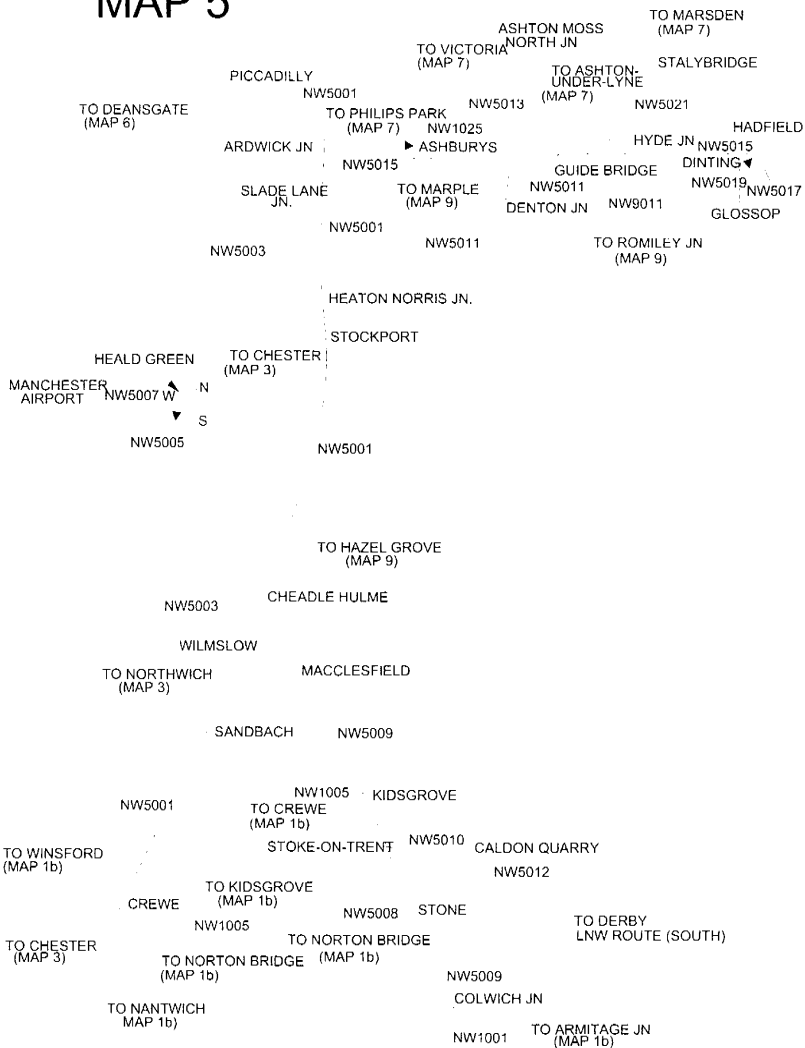 MAP 5
TO MARSDEN
(MAP 7)
ASHTON MOSS
NORTH JN
TO VICTORIA
(MAP 7)
STALYBRIDGE
TO ASHTON-
UNDER-LYNE
(MAP 7)
PICCADILLY
NW5001
NW5013
NW5021
TO DEANSGATE
(MAP 6)
TO PHILIPS PARK
(MAP 7)
NW1025
HADFIELD
ARDWICK JN
ASHBURYS
HYDE JN
NW5015
NW5015
DINTING
GUIDE BRIDGE
SLADE LANE
JN.
TO MARPLE
(MAP 9)
NW5011
NW5019
NW5017
DENTON JN
NW9011
GLOSSOP
NW5001
NW5003
NW5011
TO ROMILEY JN
(MAP 9)
HEATON NORRIS JN.
STOCKPORT
HEALD GREEN
TO CHESTER
(MAP 3)
MANCHESTER
AIRPORT
NW5007
W
N
S
NW5005
NW5001
TO HAZEL GROVE
(MAP 9)
CHEADLE HULME
NW5003
WILMSLOW
TO NORTHWICH
(MAP 3)
MACCLESFIELD
SANDBACH
NW5009
NW1005
KIDSGROVE
NW5001
TO CREWE
(MAP 1b)
STOKE-ON-TRENT
NW5010
CALDON QUARRY
TO WINSFORD
(MAP 1b)
NW5012
TO KIDSGROVE
(MAP 1b)
CREWE
NW5008
STONE
NW1005
TO DERBY
LNW ROUTE (SOUTH)
TO CHESTER
(MAP 3)
TO NORTON BRIDGE
(MAP 1b)
TO NORTON BRIDGE
(MAP 1b)
NW5009
TO NANTWICH
MAP 1b)
COLWICH JN
NW1001
TO ARMITAGE JN
(MAP 1b)